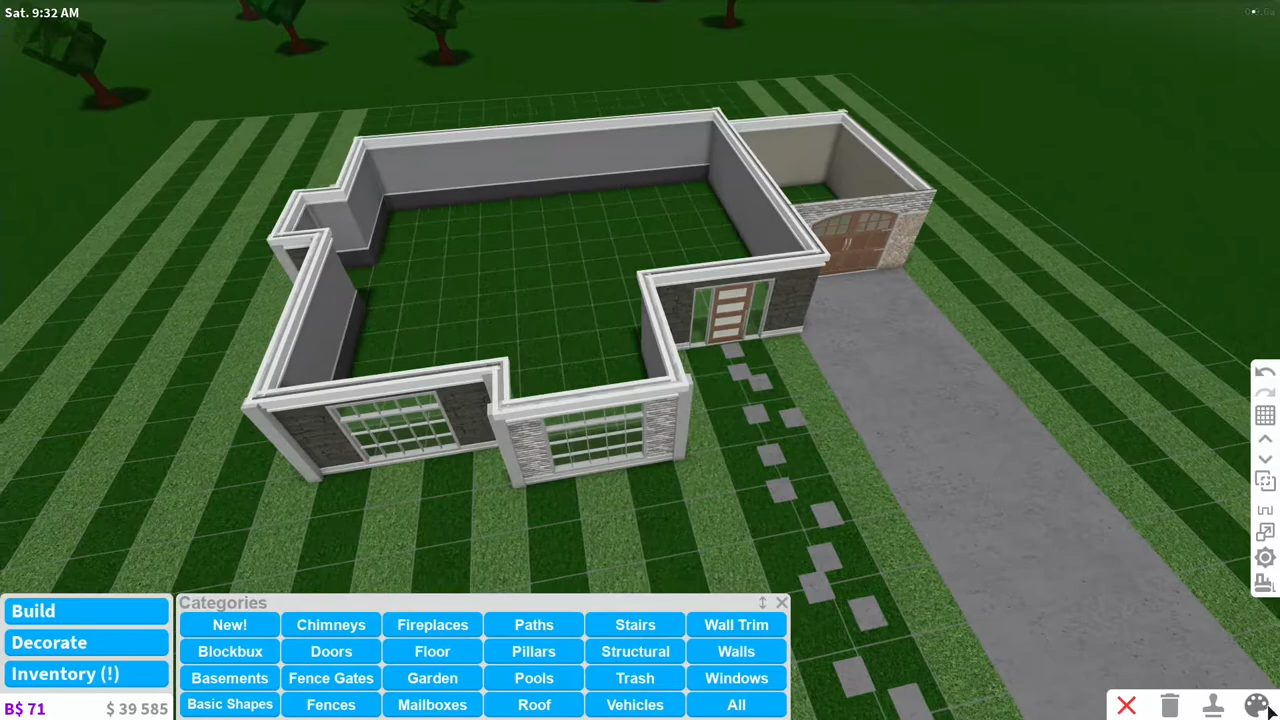 Sat. 9:32 AM
Categories
Build
Decorate
Inventory (!)
B$ 71
$ 39 585
New! Chimneys Fireplaces Paths Stairs Wall Trim
Blockbux Doors Floor Pillars Structural Walls
Basements Fence Gates Garden Pools Trash Windows
Basic Shapes Fences Mailboxes Roof Vehicles All